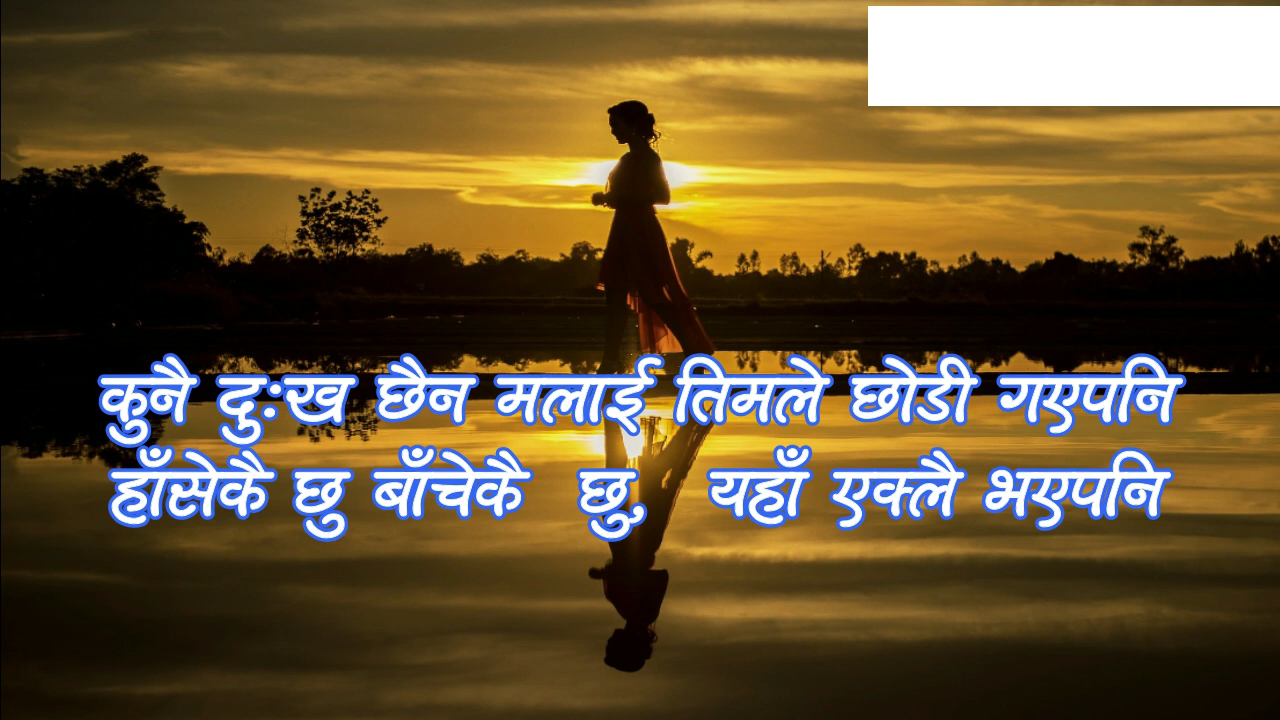 कुनै दुःख छैन मलाई तिमले छोडी गएपनि
हाँसेकै छु बाँचेकै छु, यहाँ एक्लै भएपनि